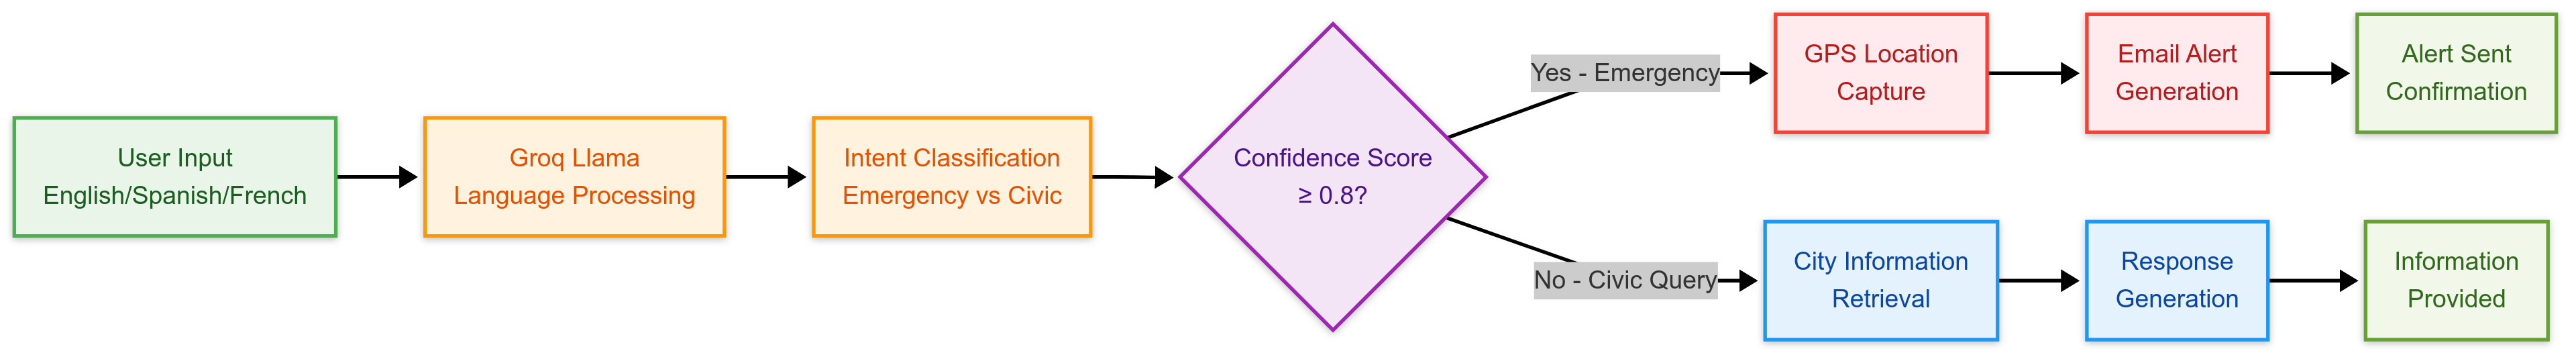 User Input
English/Spanish/French
Groq Llama
Language Processing
Intent Classification
Emergency vs Civic
Confidence Score
≥ 0.8?
Yes - Emergency
GPS Location
Capture
Email Alert
Generation
Alert Sent
Confirmation
No - Civic Query
City Information
Retrieval
Response
Generation
Information
Provided